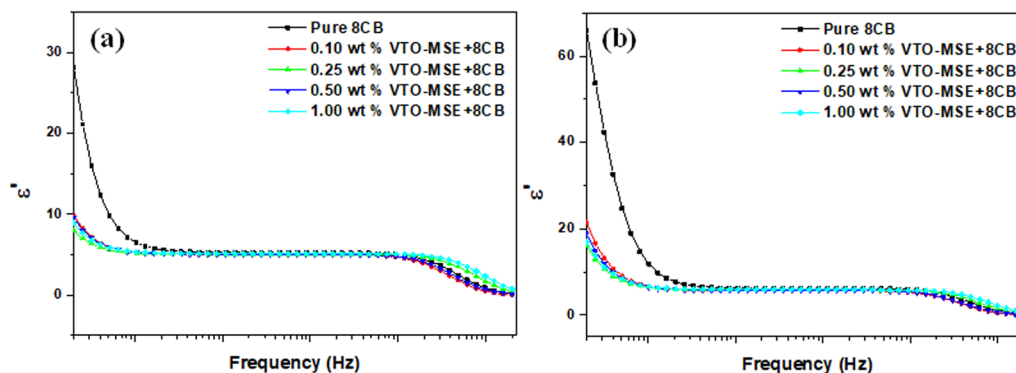 (a)
Pure 8CB
0.10 wt % VTO-MSE+8CB
0.25 wt % VTO-MSE+8CB
0.50 wt % VTO-MSE+8CB
1.00 wt % VTO-MSE+8CB
30
20
10
0
ε'
Frequency (Hz)
(b)
Pure 8CB
0.10 wt % VTO-MSE+8CB
0.25 wt % VTO-MSE+8CB
0.50 wt % VTO-MSE+8CB
1.00 wt % VTO-MSE+8CB
60
40
20
0
ε'
Frequency (Hz)